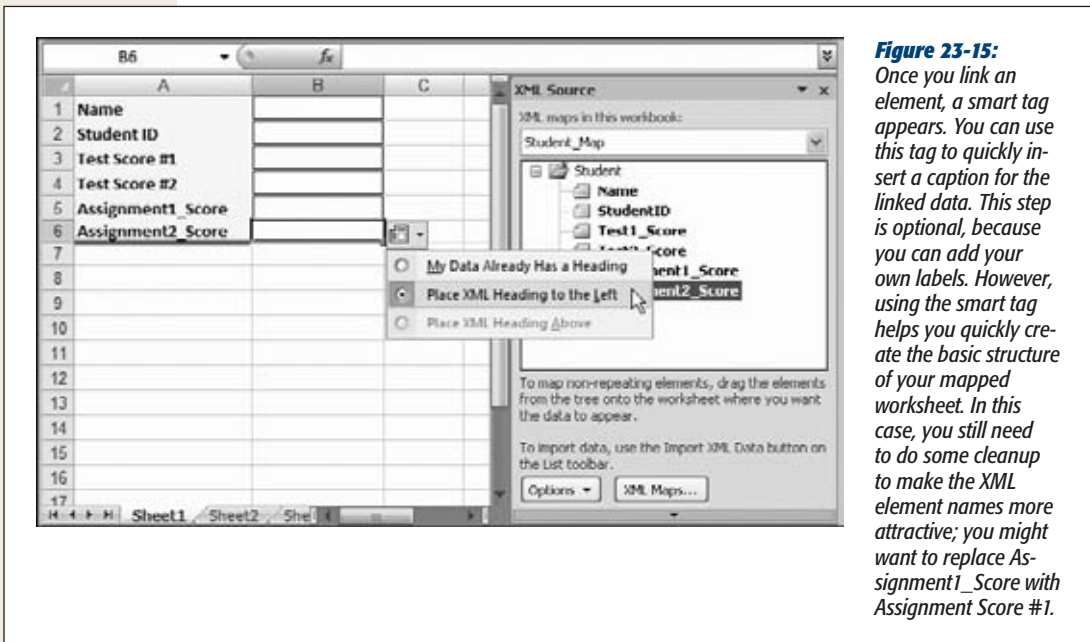 B6
fx
A B C
1 Name
2 Student ID
3 Test Score #1
4 Test Score #2
5 Assignment1_Score
6 Assignment2_Score
7
8
9
10
11
12
13
14
15
16
17
Sheet1 Sheet2 She
XML Source
XML maps in this workbook:
Student_Map
Student
Name
StudentID
Test1_Score
Score
ent1_Score
ent2_Score
My Data Already Has a Heading
Place XML Heading to the Left
Place XML Heading Above
To map non-repeating elements, drag the elements
from the tree onto the worksheet where you want
the data to appear.
To import data, use the Import XML Data button on
the List toolbar.
Options
XML Maps...
Figure 23-15:
Once you link an
element, a smart tag
appears. You can use
this tag to quickly in-
sert a caption for the
linked data. This step
is optional, because
you can add your
own labels. However,
using the smart tag
helps you quickly cre-
ate the basic structure
of your mapped
worksheet. In this
case, you still need
to do some cleanup
to make the XML
element names more
attractive; you might
want to replace As-
signment1_Score with
Assignment Score #1.